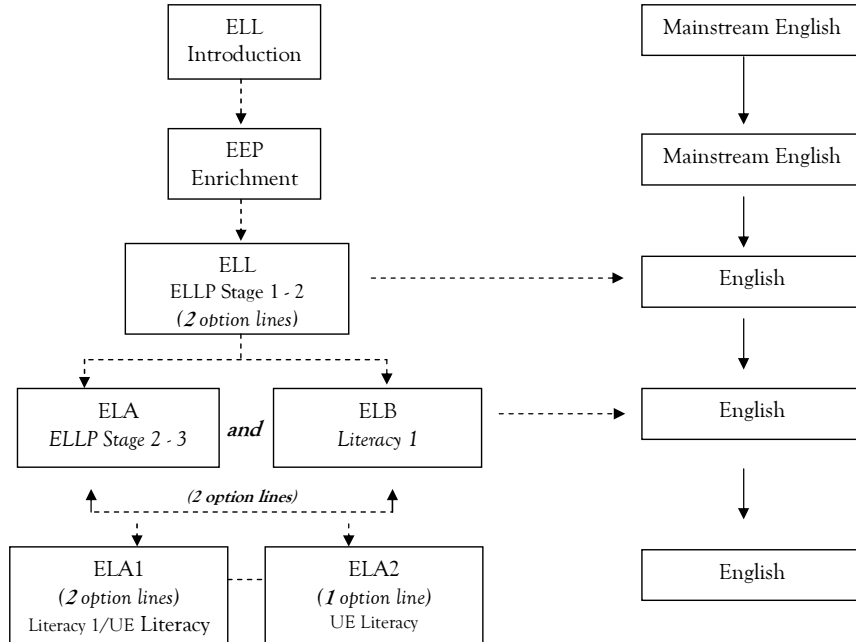 ELL
Introduction
Mainstream English
EEP
Enrichment
Mainstream English
ELL
ELLP Stage 1 - 2
(2 option lines)
English
ELA
ELLP Stage 2 - 3
and
ELB
Literacy 1
English
(2 option lines)
ELA1
(2 option lines)
Literacy 1/UE Literacy
ELA2
(1 option line)
UE Literacy
English